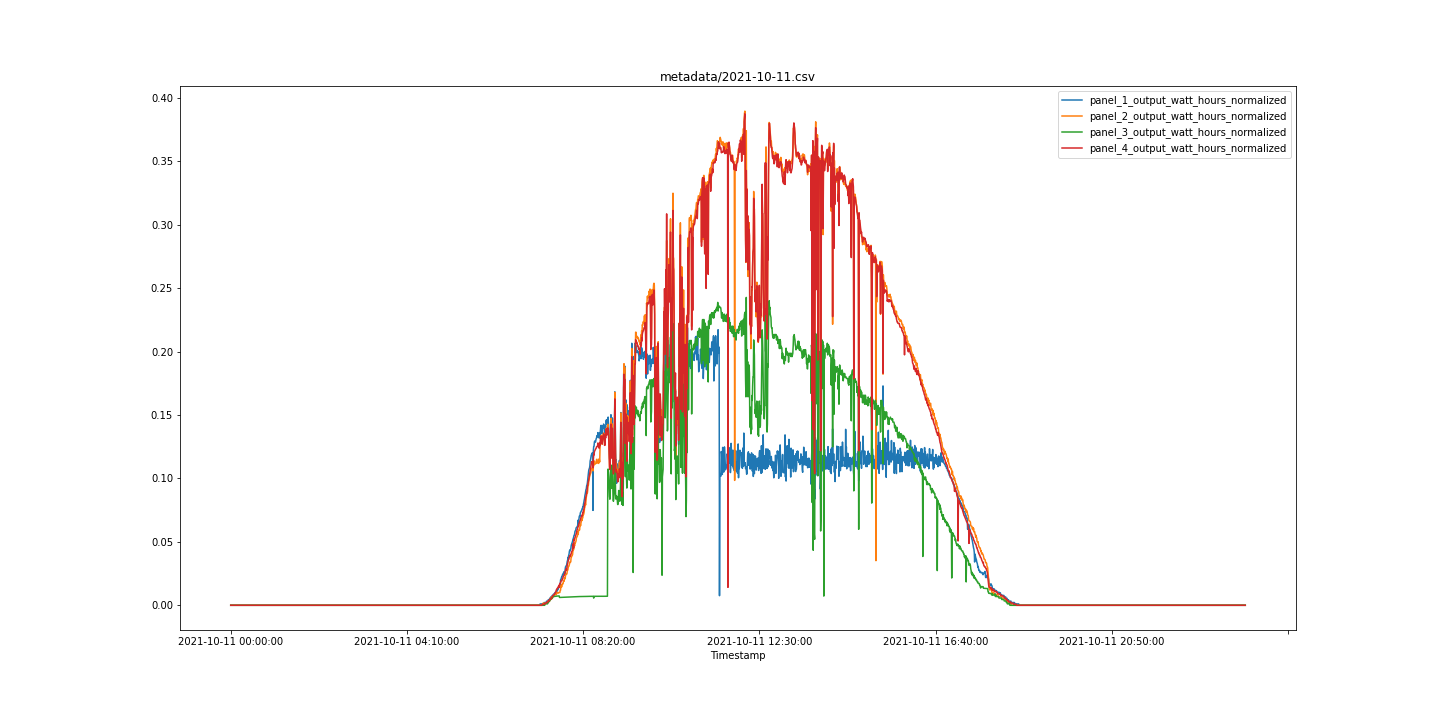 metadata/2021-10-11.csv
panel_1_output_watt_hours_normalized
panel_2_output_watt_hours_normalized
panel_3_output_watt_hours_normalized
panel_4_output_watt_hours_normalized
0.40
0.35
0.30
0.25
0.20
0.15
0.10
0.05
0.00
2021-10-11 00:00:00 2021-10-11 04:10:00 2021-10-11 08:20:00 2021-10-11 12:30:00 2021-10-11 16:40:00 2021-10-11 20:50:00
Timestamp